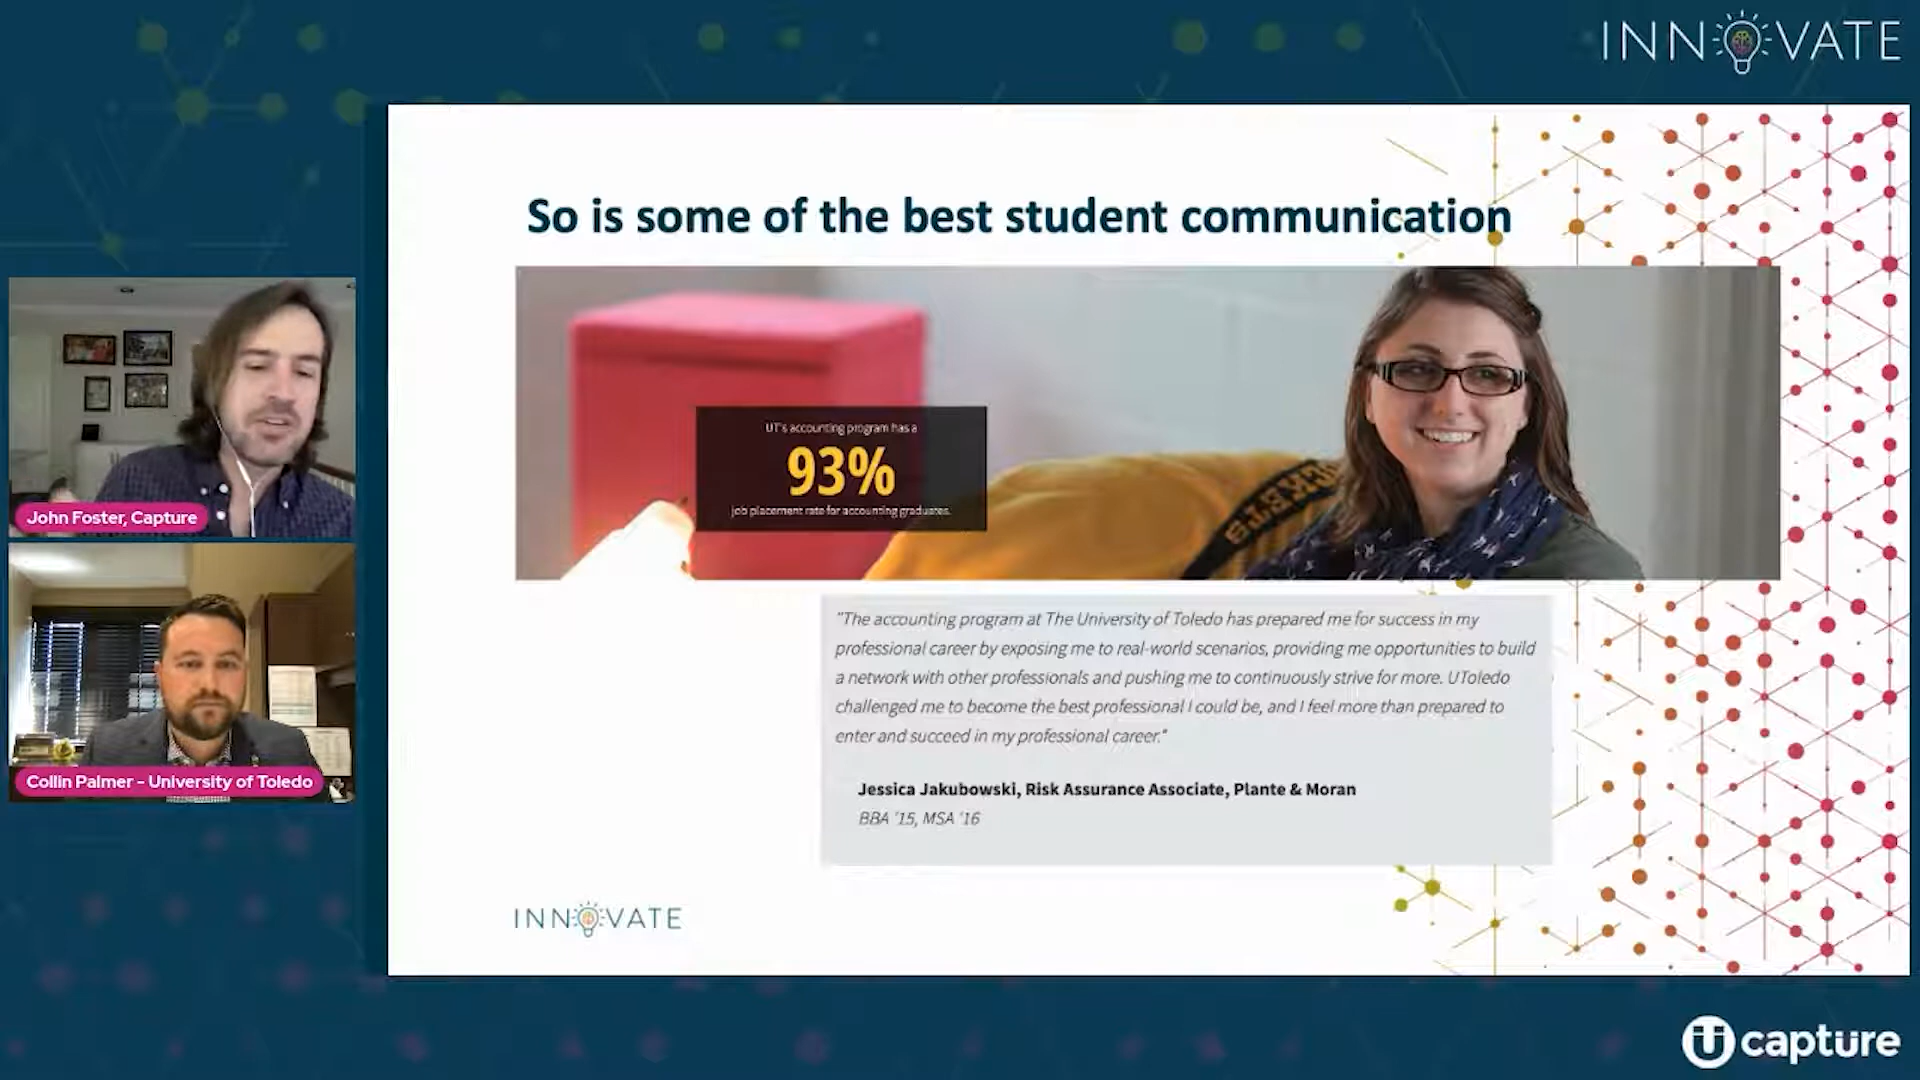 INNOVATE
So is some of the best student communication
UT's accounting program has a
93%
job placement rate for accounting graduates.
"The accounting program at The University of Toledo has prepared me for success in my
professional career by exposing me to real-world scenarios, providing me opportunities to build
a network with other professionals and pushing me to continuously strive for more. UToledo
challenged me to become the best professional I could be, and I feel more than prepared to
enter and succeed in my professional career."
Jessica Jakubowski, Risk Assurance Associate, Plante & Moran
BBA '15, MSA '16
INNOVATE
John Foster, Capture
Collin Palmer - University of Toledo
capture